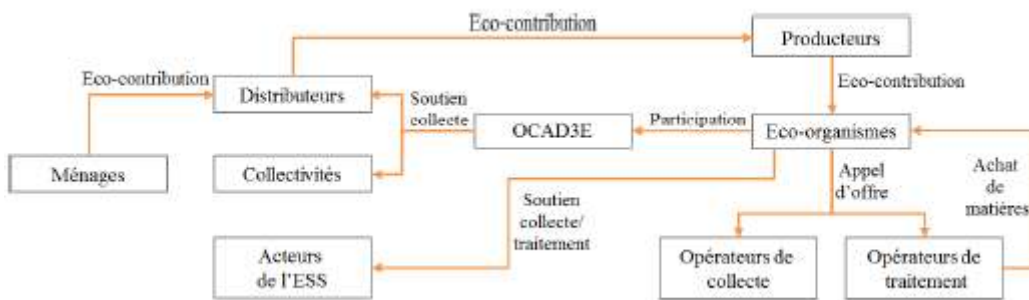 Eco-contribution
Producteurs
Eco-contribution
Distributeurs
Eco-contribution
Soutien
collecte
OCAD3E
Participation
Eco-organismes
Ménages
Collectivités
Appel
d'offre
Achat
de
matières
Soutien
collecte/
traitement
Acteurs
de l'ESS
Opérateurs de
collecte
Opérateurs de
traitement